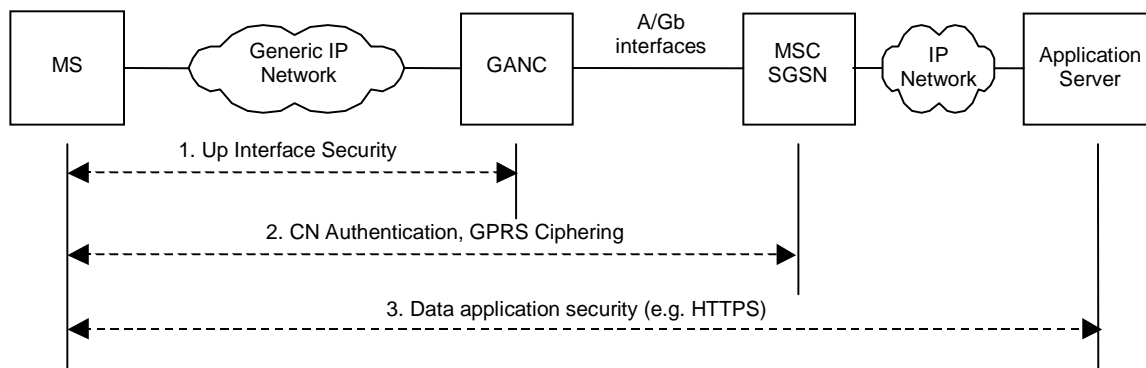 MS
Generic IP
Network
GANC
A/Gb
interfaces
MSC
SGSN
IP
Network
Application
Server
1. Up Interface Security
2. CN Authentication, GPRS Ciphering
3. Data application security (e.g. HTTPS)